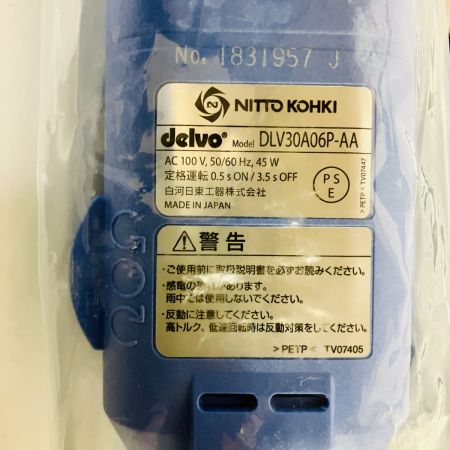 No. 1831957 J
NITTO KOHKI
delvo® Model DLV30A06P-AA
AC 100 V, 50/60 Hz, 45 W
定格運転 0.5 s ON / 3.5 s OFF
白河日東工器株式会社
MADE IN JAPAN
PS
E
> PETP < TV07447
警告
・ご使用前に取扱説明書を必ずお読みください。
・感電の恐れがあります。
雨中では使用しないでください。
・反動に注意してください。
高トルク、低速回転時は反動対策をしてください。
> PETP < TV07405